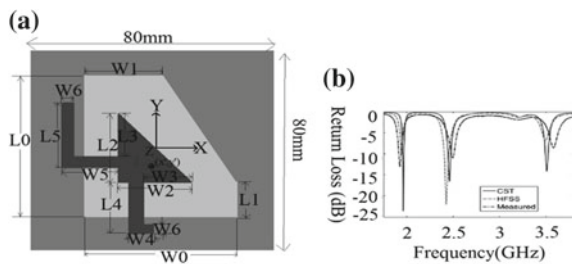 (a)
80mm
W1
W6
Y
L0
L5
L2
L3
Z
X
80mm
W5
W3
W2
L1
L4
W4
W6
W0
(b)
Return Loss (dB)
0
-5
-10
-15
-20
-25
CST
HFSS
Measured
2
2.5
3
3.5
Frequency(GHz)